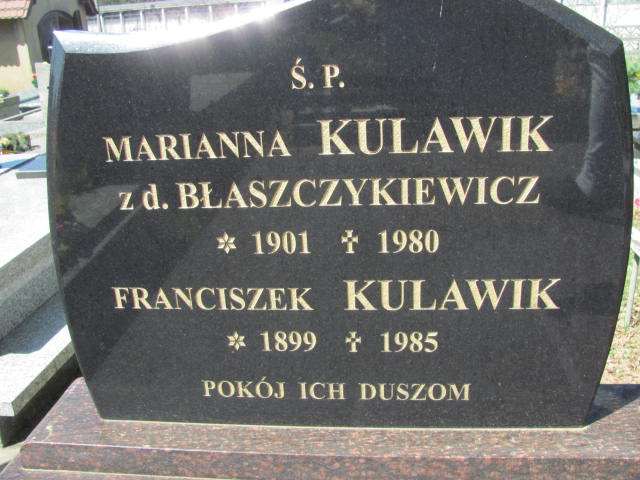 Ś. P.
MARIANNA KULAWIK
z d. BŁASZCZYKIEWICZ
✲ 1901 ✝ 1980
FRANCISZEK KULAWIK
✲ 1899 ✝ 1985
POKÓJ ICH DUSZOM